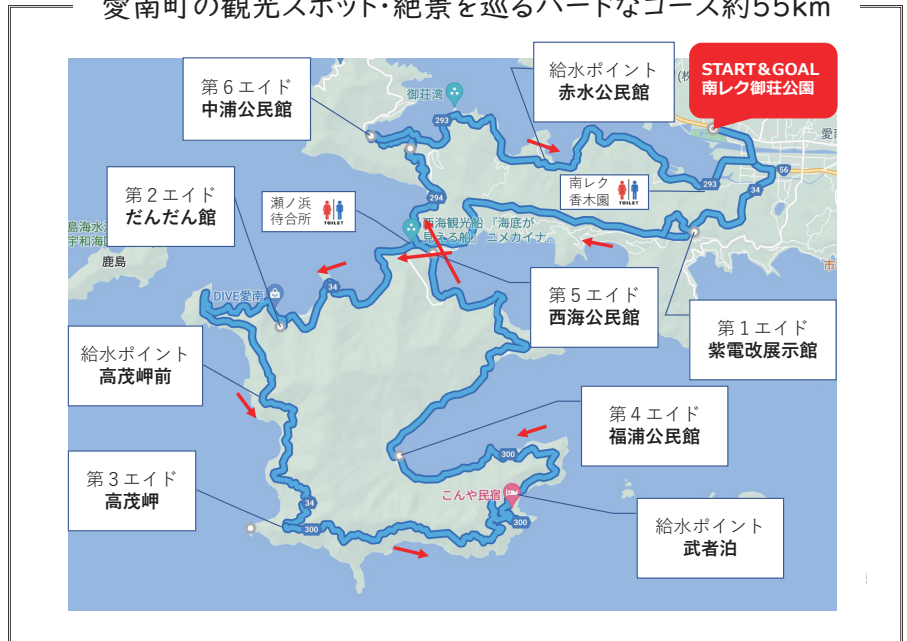 愛南町の観光スポット・絶景を巡るハードなコース約55km
第6エイド
中浦公民館
御荘湾
給水ポイント
赤水公民館
START&GOAL
南レク御荘公園
293
愛南
56
第2エイド
だんだん館
瀬ノ浜
待合所
TOILET
294
南レク
香木園
TOILET
293
34
西海観光船 「海底が
見える船」 ユメカイナ
島海水
宇和海
鹿島
DIVE愛南
34
市
第5エイド
西海公民館
第1エイド
紫電改展示館
給水ポイント
高茂岬前
第4エイド
福浦公民館
300
第3エイド
高茂岬
34
300
こんや民宿
300
給水ポイント
武者泊